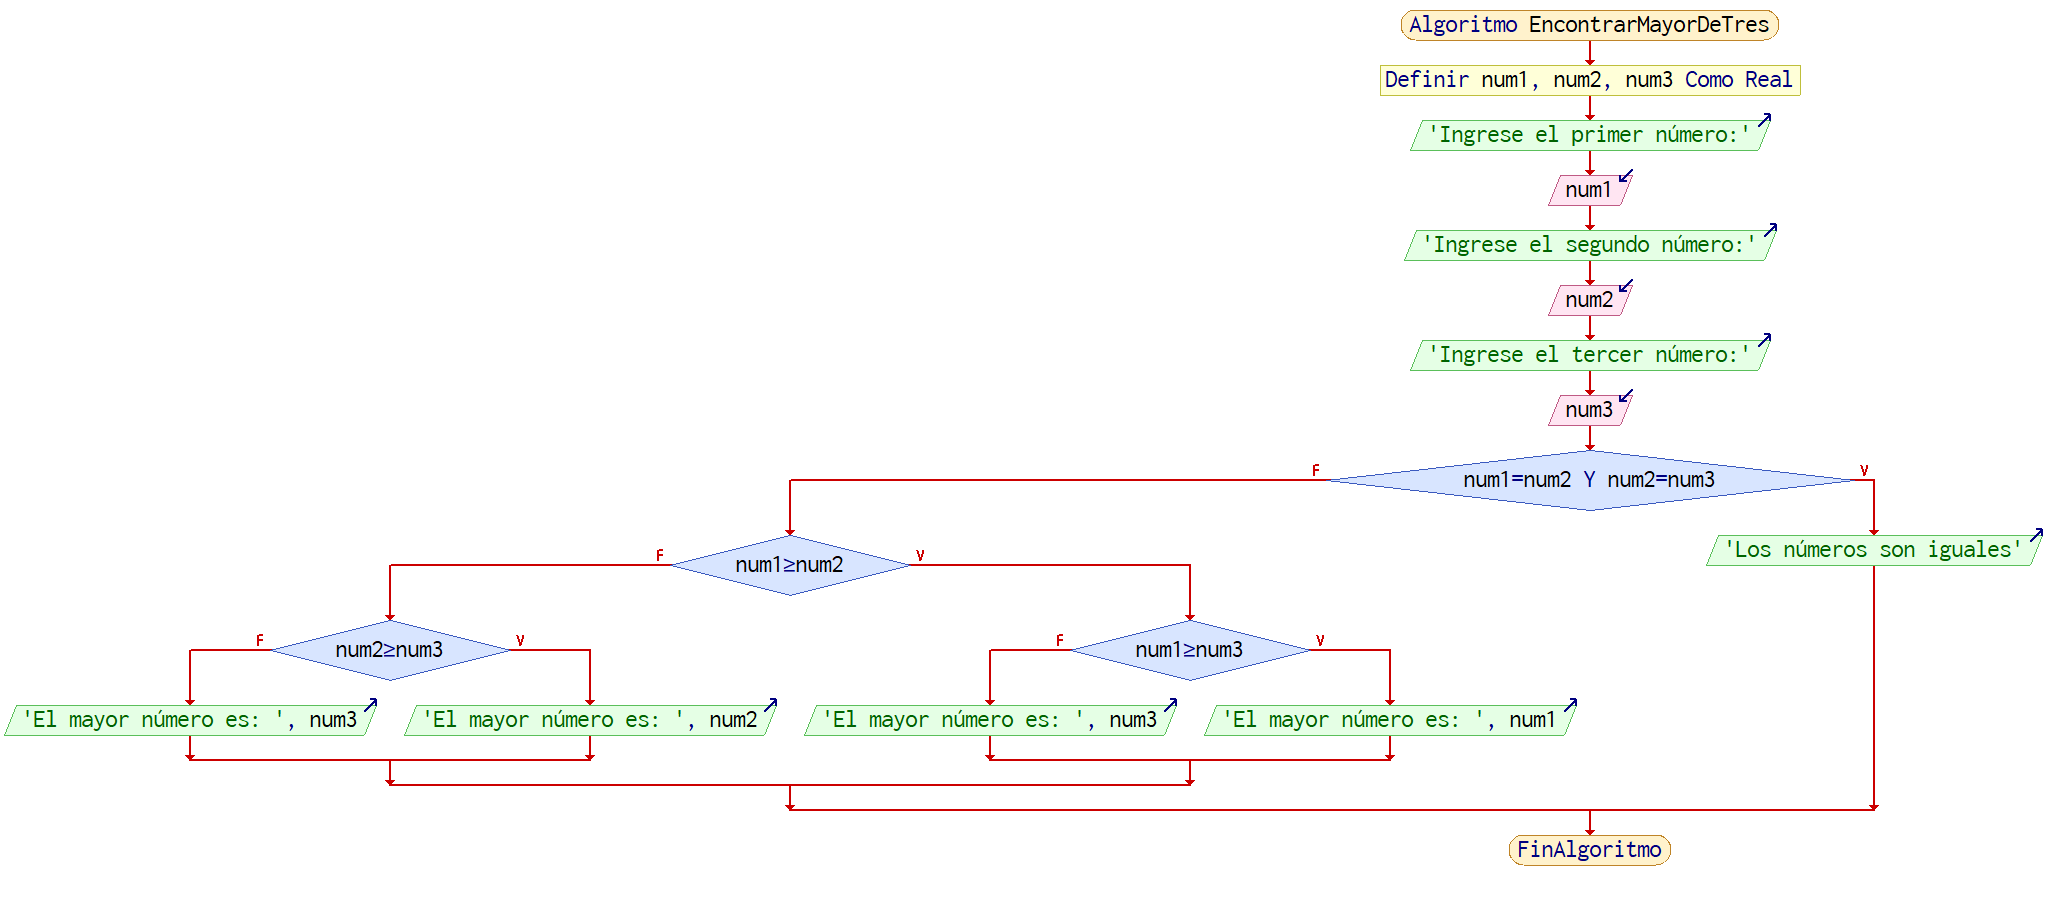 Algoritmo EncontrarMayorDeTres
Definir num1, num2, num3 Como Real
'Ingrese el primer número:'
num1
'Ingrese el segundo número:'
num2
'Ingrese el tercer número:'
num3
F
num1=num2 Y num2=num3
V
F
num1≥num2
V
'Los números son iguales'
F
num2≥num3
V
F
num1≥num3
V
'El mayor número es: ', num3
'El mayor número es: ', num2
'El mayor número es: ', num3
'El mayor número es: ', num1
FinAlgoritmo